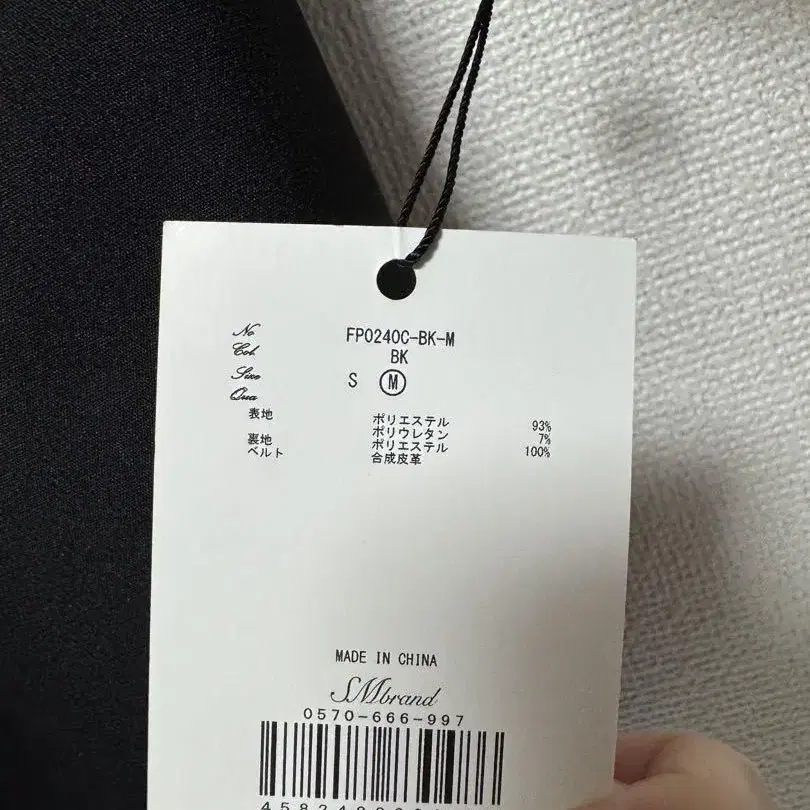 No FP0240C-BK-M
Col. BK
Size S M
Qua
表地 ポリエステル 93%
ポリウレタン 7%
裏地 ポリエステル 100%
ベルト 合成皮革
MADE IN CHINA
SMbrand
0570-666-997